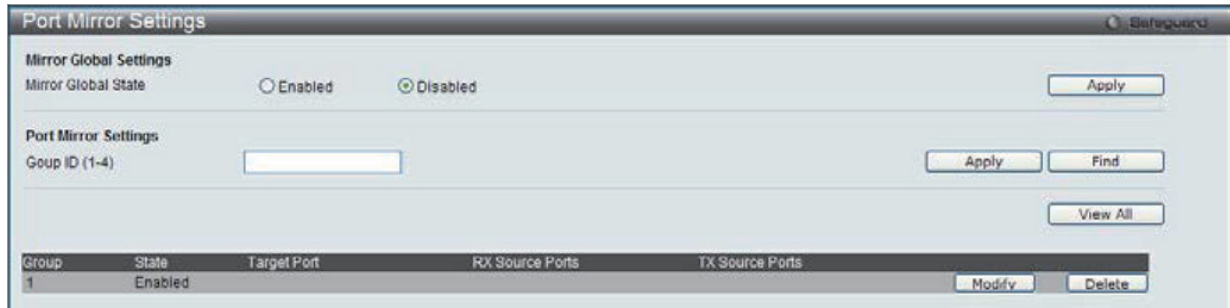 Port Mirror Settings
Safeguard
Mirror Global Settings
Mirror Global State Enabled Disabled Apply
Port Mirror Settings
Goup ID (1-4) Apply Find
View All
Group State Target Port RX Source Ports TX Source Ports
1 Enabled Modify Delete